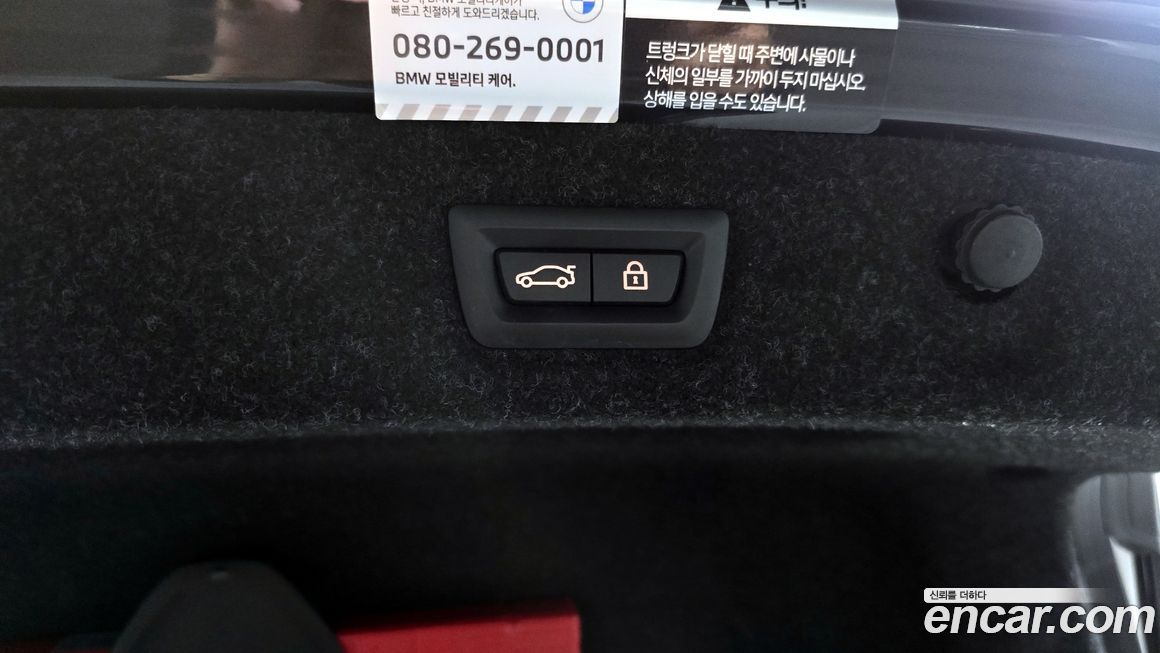 빠르고 친절하게 도와드리겠습니다.
080-269-0001
BMW 모빌리티 케어.
트렁크가 닫힐 때 주변에 사물이나
신체의 일부를 가까이 두지 마십시오.
상해를 입을 수도 있습니다.
신뢰를 더하다
encar.com